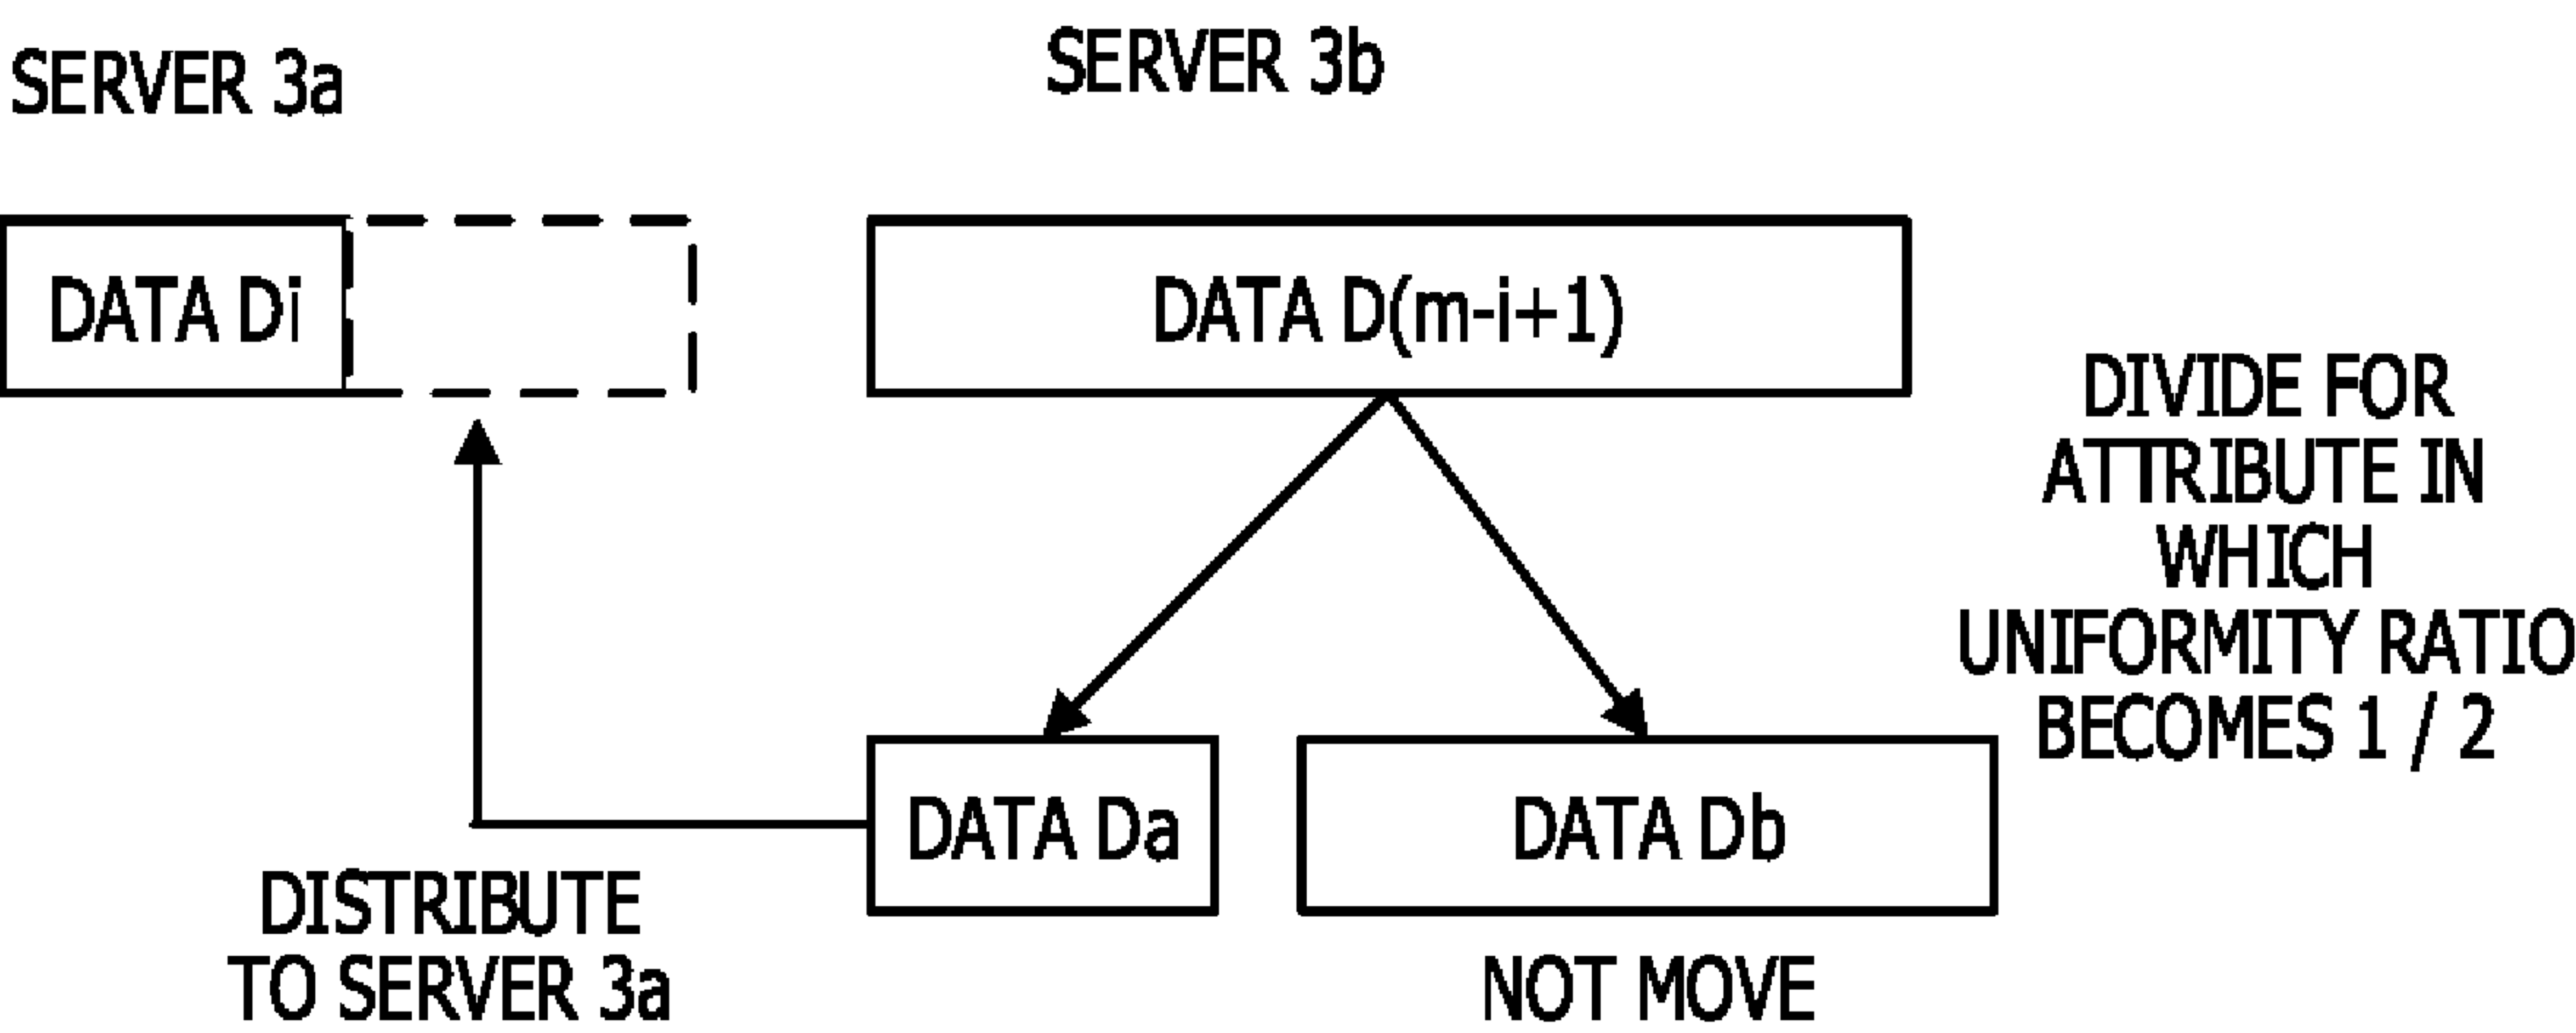 SERVER 3a
SERVER 3b
DATA Di
DATA D(m-i+1)
DIVIDE FOR
ATTRIBUTE IN
WHICH
UNIFORMITY RATIO
BECOMES 1 / 2
DATA Da
DATA Db
DISTRIBUTE
TO SERVER 3a
NOT MOVE